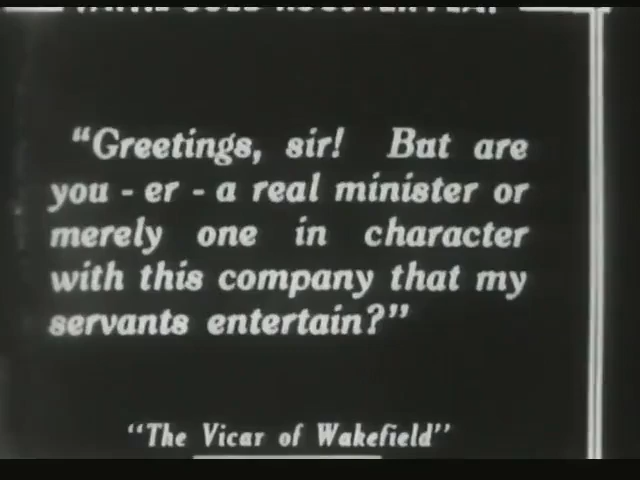 "Greetings, sir! But are
you - er - a real minister or
merely one in character
with this company that my
servants entertain?"
"The Vicar of Wakefield"